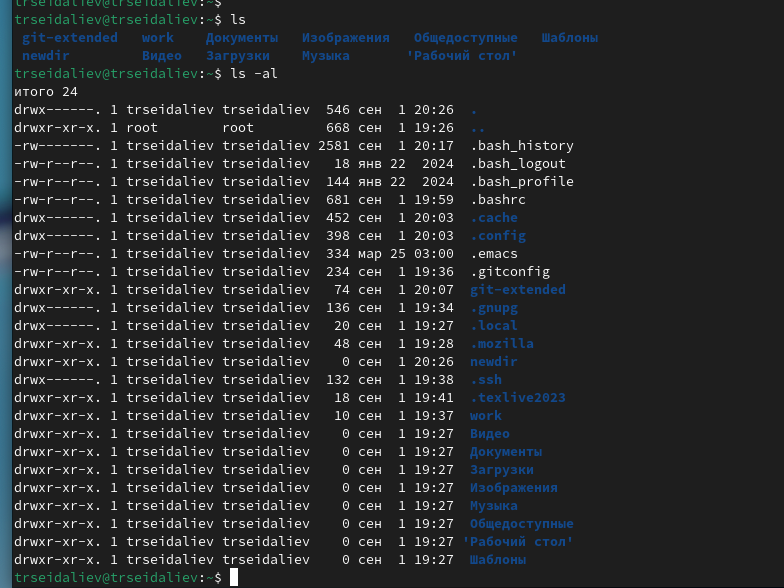 trseidaliev@trseidaliev:~$
trseidaliev@trseidaliev:~$ ls
git-extended work Документы Изображения Общедоступные Шаблоны
newdir Видео Загрузки Музыка 'Рабочий стол'
trseidaliev@trseidaliev:~$ ls -al
итого 24
drwx------. 1 trseidaliev trseidaliev 546 сен 1 20:26 .
drwxr-xr-x. 1 root root 668 сен 1 19:26 ..
-rw-------. 1 trseidaliev trseidaliev 2581 сен 1 20:17 .bash_history
-rw-r--r--. 1 trseidaliev trseidaliev 18 янв 22 2024 .bash_logout
-rw-r--r--. 1 trseidaliev trseidaliev 144 янв 22 2024 .bash_profile
-rw-r--r--. 1 trseidaliev trseidaliev 681 сен 1 19:59 .bashrc
drwx------. 1 trseidaliev trseidaliev 452 сен 1 20:03 .cache
drwx------. 1 trseidaliev trseidaliev 398 сен 1 20:03 .config
-rw-r--r--. 1 trseidaliev trseidaliev 334 мар 25 03:00 .emacs
-rw-r--r--. 1 trseidaliev trseidaliev 234 сен 1 19:36 .gitconfig
drwxr-xr-x. 1 trseidaliev trseidaliev 74 сен 1 20:07 git-extended
drwx------. 1 trseidaliev trseidaliev 136 сен 1 19:34 .gnupg
drwx------. 1 trseidaliev trseidaliev 20 сен 1 19:27 .local
drwxr-xr-x. 1 trseidaliev trseidaliev 48 сен 1 19:28 .mozilla
drwxr-xr-x. 1 trseidaliev trseidaliev 0 сен 1 20:26 newdir
drwx------. 1 trseidaliev trseidaliev 132 сен 1 19:38 .ssh
drwxr-xr-x. 1 trseidaliev trseidaliev 18 сен 1 19:41 .texlive2023
drwxr-xr-x. 1 trseidaliev trseidaliev 10 сен 1 19:37 work
drwxr-xr-x. 1 trseidaliev trseidaliev 0 сен 1 19:27 Видео
drwxr-xr-x. 1 trseidaliev trseidaliev 0 сен 1 19:27 Документы
drwxr-xr-x. 1 trseidaliev trseidaliev 0 сен 1 19:27 Загрузки
drwxr-xr-x. 1 trseidaliev trseidaliev 0 сен 1 19:27 Изображения
drwxr-xr-x. 1 trseidaliev trseidaliev 0 сен 1 19:27 Музыка
drwxr-xr-x. 1 trseidaliev trseidaliev 0 сен 1 19:27 Общедоступные
drwxr-xr-x. 1 trseidaliev trseidaliev 0 сен 1 19:27 'Рабочий стол'
drwxr-xr-x. 1 trseidaliev trseidaliev 0 сен 1 19:27 Шаблоны
trseidaliev@trseidaliev:~$